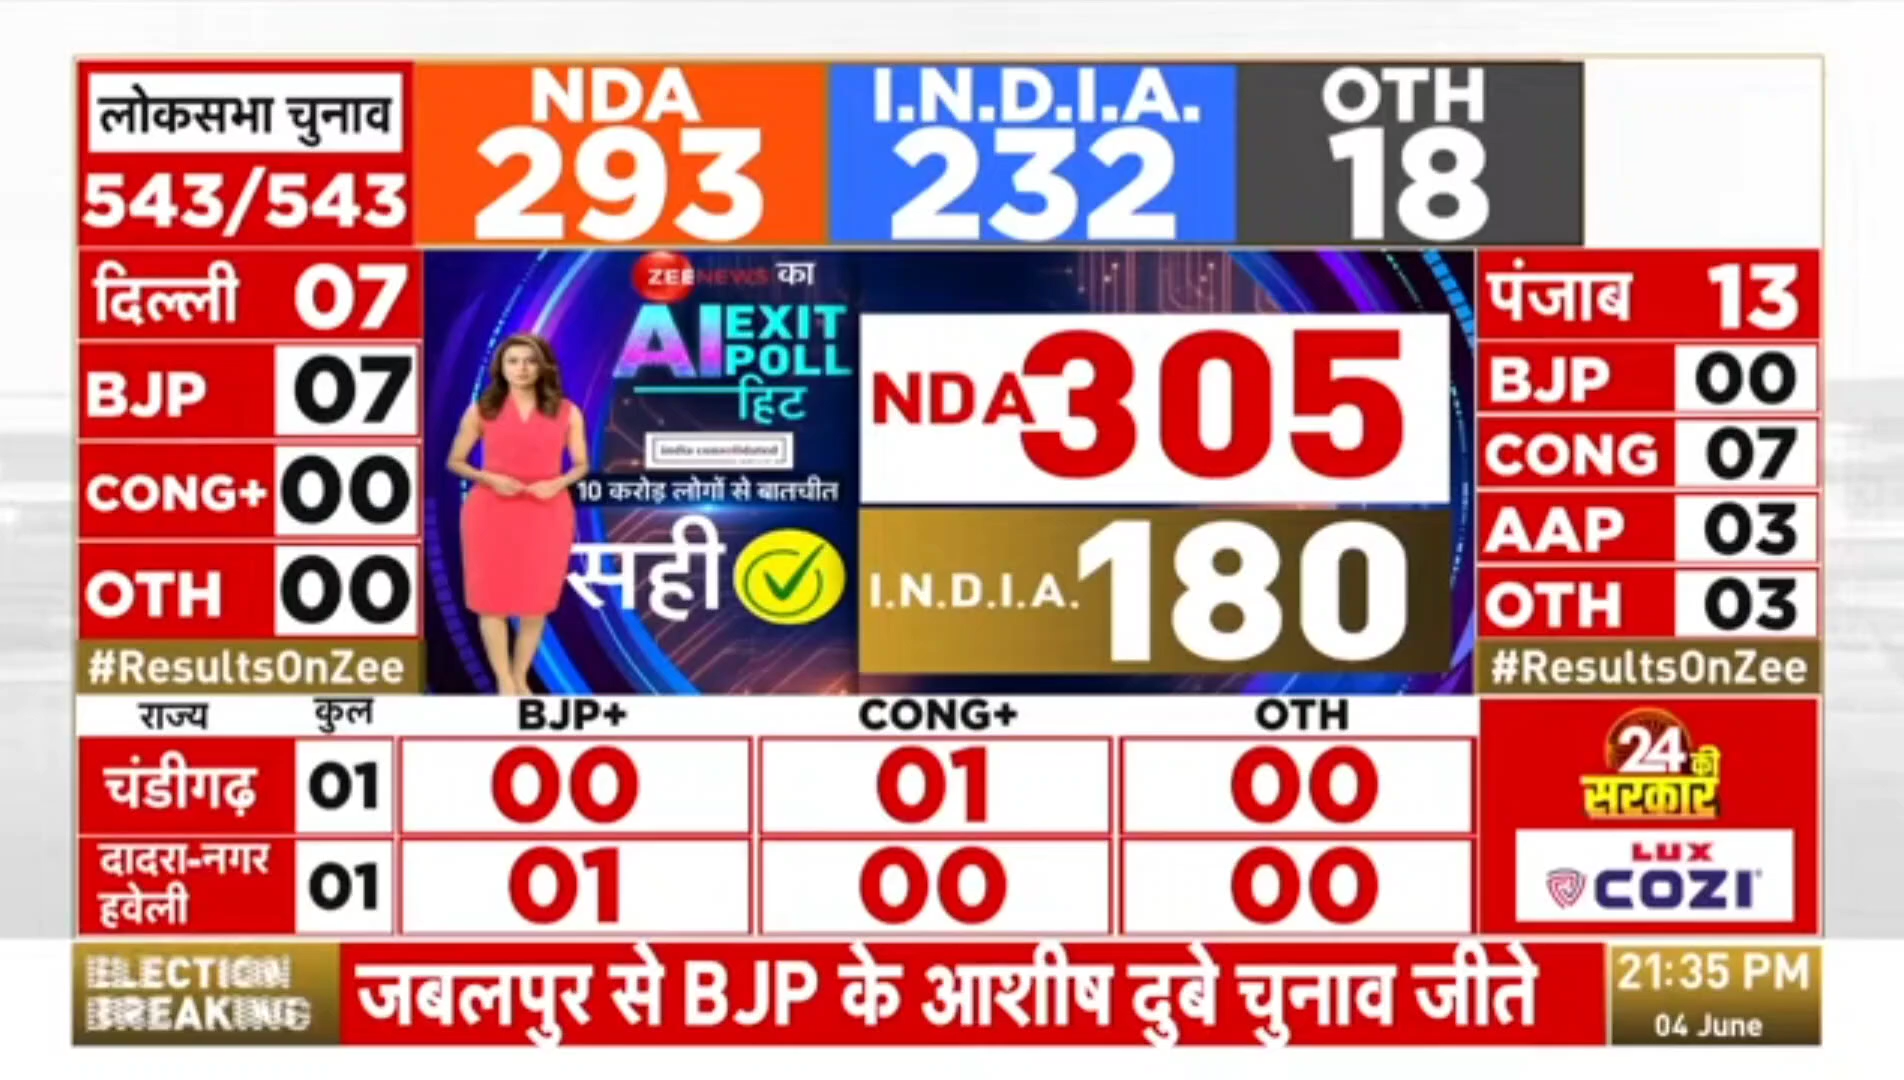 लोकसभा चुनाव
543/543
NDA
293
I.N.D.I.A.
232
OTH
18
दिल्ली 07
BJP 07
CONG+ 00
OTH 00
#ResultsOnZee
ZEE NEWS का
AI EXIT POLL
हिट
india consolidated
10 करोड़ लोगों से बातचीत
सही
NDA 305
I.N.D.I.A. 180
पंजाब 13
BJP 00
CONG 07
AAP 03
OTH 03
#ResultsOnZee
राज्य कुल BJP+ CONG+ OTH
चंडीगढ़ 01 00 01 00
दादरा-नगर हवेली 01 01 00 00
24 की
सरकार
LUX
COZI
ELECTION
BREAKING
जबलपुर से BJP के आशीष दुबे चुनाव जीते
21:35 PM
04 June